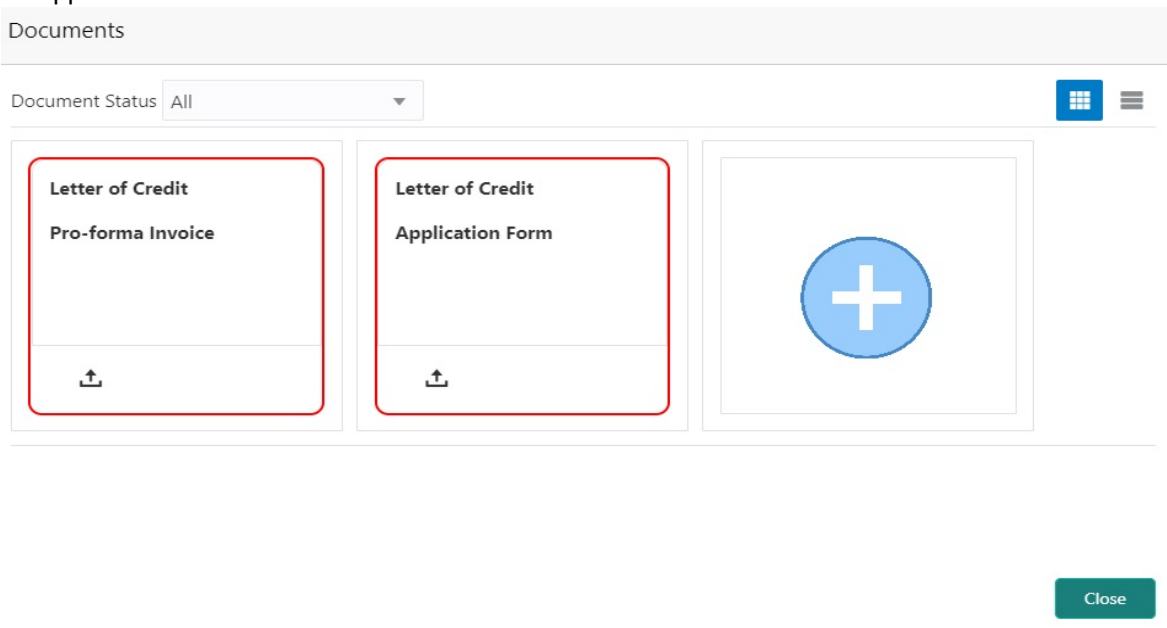 Documents
Document Status All
Letter of Credit
Pro-forma Invoice
Letter of Credit
Application Form
Close